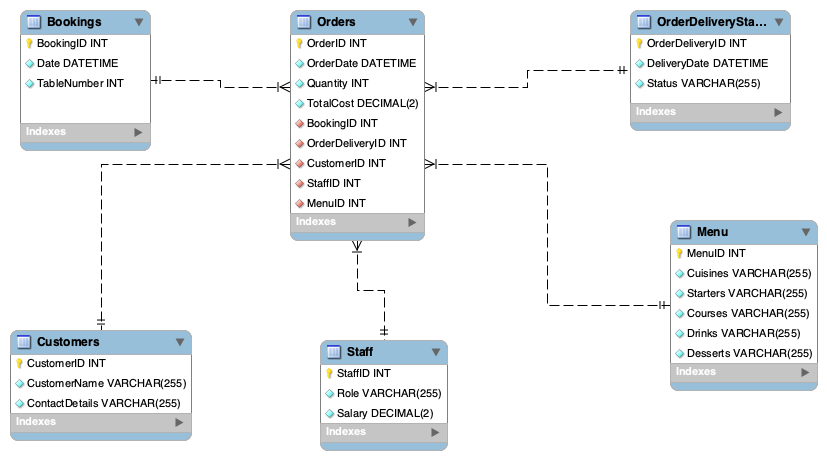 Bookings
BookingID INT
Date DATETIME
TableNumber INT
Indexes
Orders
OrderID INT
OrderDate DATETIME
Quantity INT
TotalCost DECIMAL(2)
BookingID INT
OrderDeliveryID INT
CustomerID INT
StaffID INT
MenuID INT
Indexes
OrderDeliverySta...
OrderDeliveryID INT
DeliveryDate DATETIME
Status VARCHAR(255)
Indexes
Menu
MenuID INT
Cuisines VARCHAR(255)
Starters VARCHAR(255)
Courses VARCHAR(255)
Drinks VARCHAR(255)
Desserts VARCHAR(255)
Indexes
Customers
CustomerID INT
CustomerName VARCHAR(255)
ContactDetails VARCHAR(255)
Indexes
Staff
StaffID INT
Role VARCHAR(255)
Salary DECIMAL(2)
Indexes